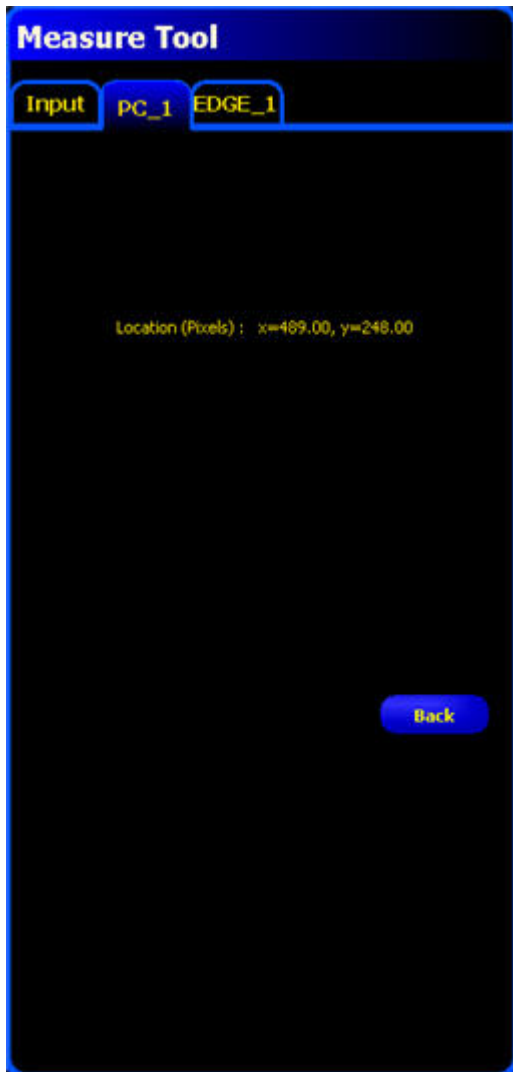 Measure Tool
Input PC_1 EDGE_1
Location (Pixels) : x=489.00, y=248.00
Back